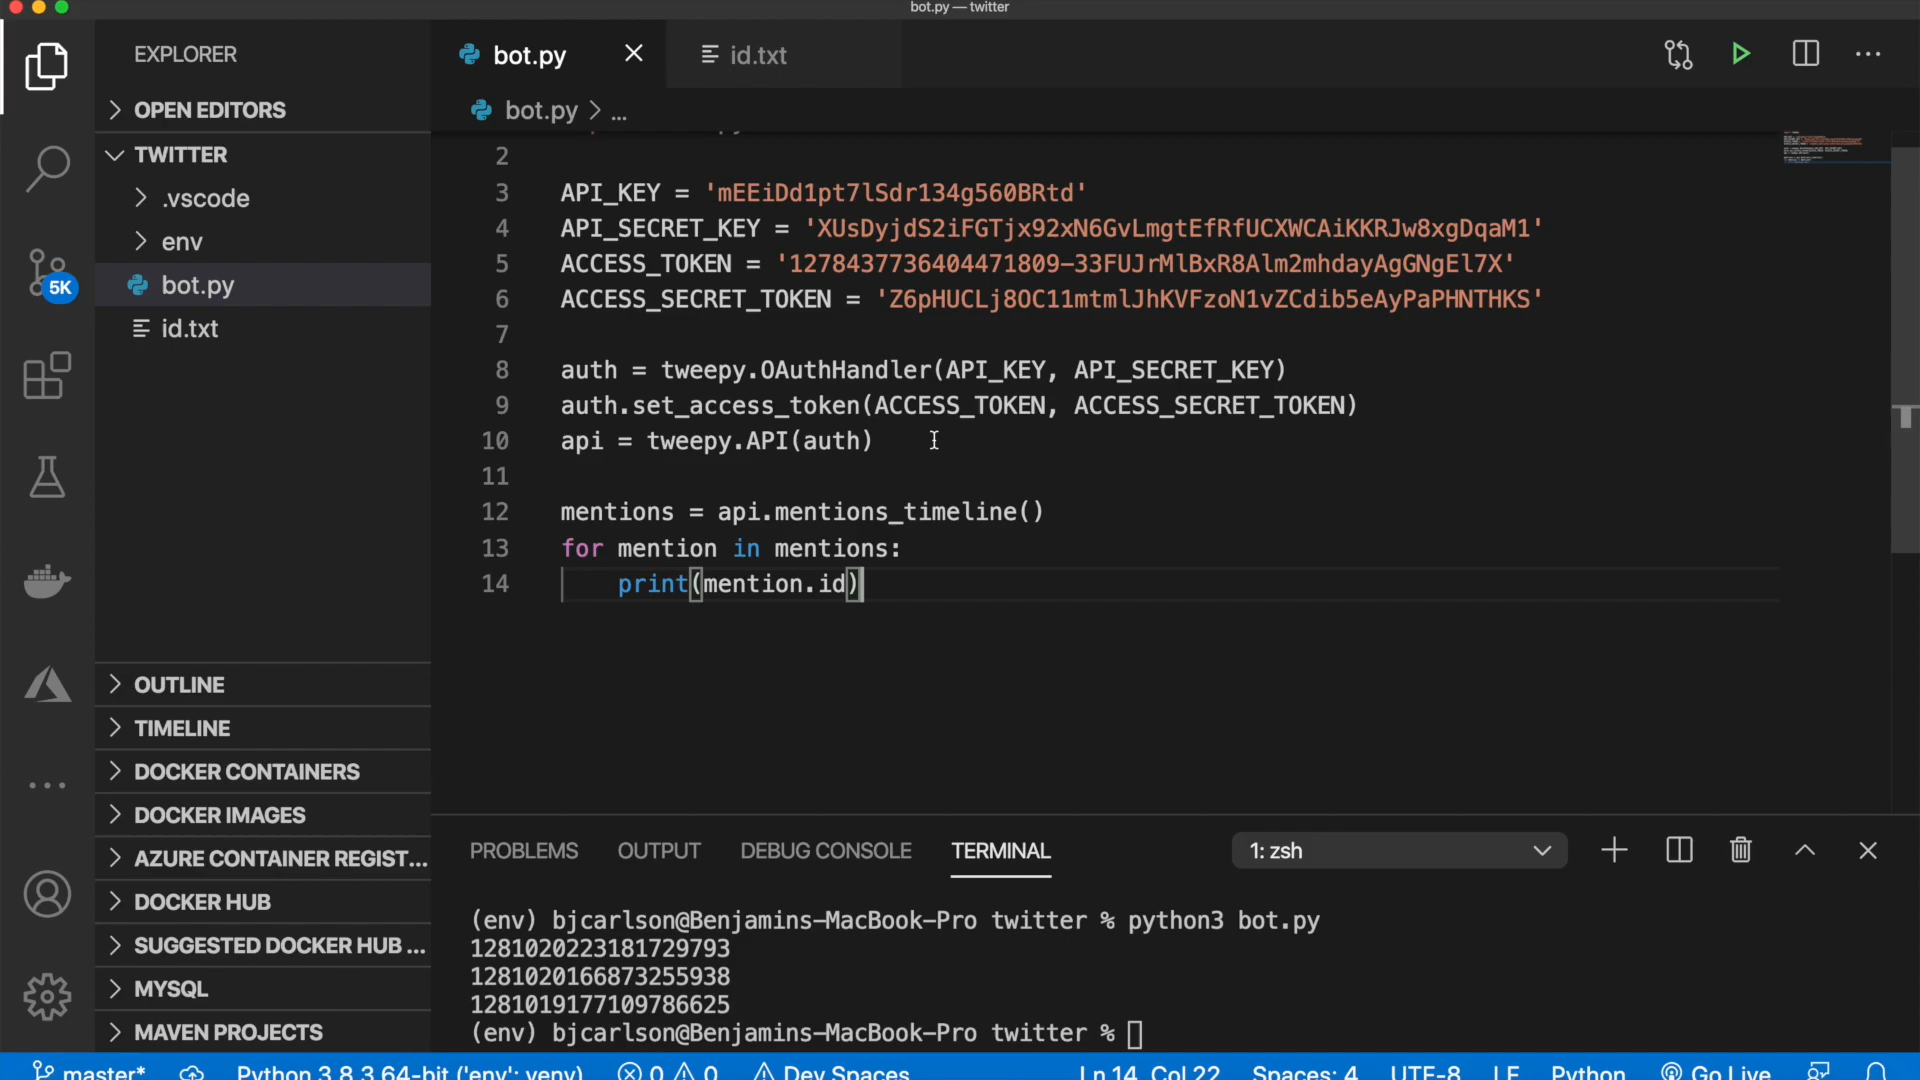 bot.py — twitter
EXPLORER
OPEN EDITORS
TWITTER
.vscode
env
bot.py
id.txt
OUTLINE
TIMELINE
DOCKER CONTAINERS
DOCKER IMAGES
AZURE CONTAINER REGIST...
DOCKER HUB
SUGGESTED DOCKER HUB ...
MYSQL
MAVEN PROJECTS
5K
bot.py
id.txt
bot.py > ...
2
3 API_KEY = 'mEEiDd1pt7lSdr134g560BRtd'
4 API_SECRET_KEY = 'XUsDyjdS2iFGTjx92xN6GvLmgtEfRfUCXWCAiKKRJw8xgDqaM1'
5 ACCESS_TOKEN = '1278437736404471809-33FUJrMlBxR8Alm2mhdayAgGNgEl7X'
6 ACCESS_SECRET_TOKEN = 'Z6pHUCLj8OC11mtmlJhKVFzoN1vZCdib5eAyPaPHNTHKS'
7
8 auth = tweepy.OAuthHandler(API_KEY, API_SECRET_KEY)
9 auth.set_access_token(ACCESS_TOKEN, ACCESS_SECRET_TOKEN)
10 api = tweepy.API(auth)
11
12 mentions = api.mentions_timeline()
13 for mention in mentions:
14 print(mention.id)
PROBLEMS OUTPUT DEBUG CONSOLE TERMINAL 1: zsh
(env) bjcarlson@Benjamins-MacBook-Pro twitter % python3 bot.py
1281020223181729793
1281020166873255938
1281019177109786625
(env) bjcarlson@Benjamins-MacBook-Pro twitter %
master* Python 3.8.3 64-bit ('env': venv) 0 0 Dev Spaces Ln 14, Col 22 Spaces: 4 UTF-8 LF Python Go Live